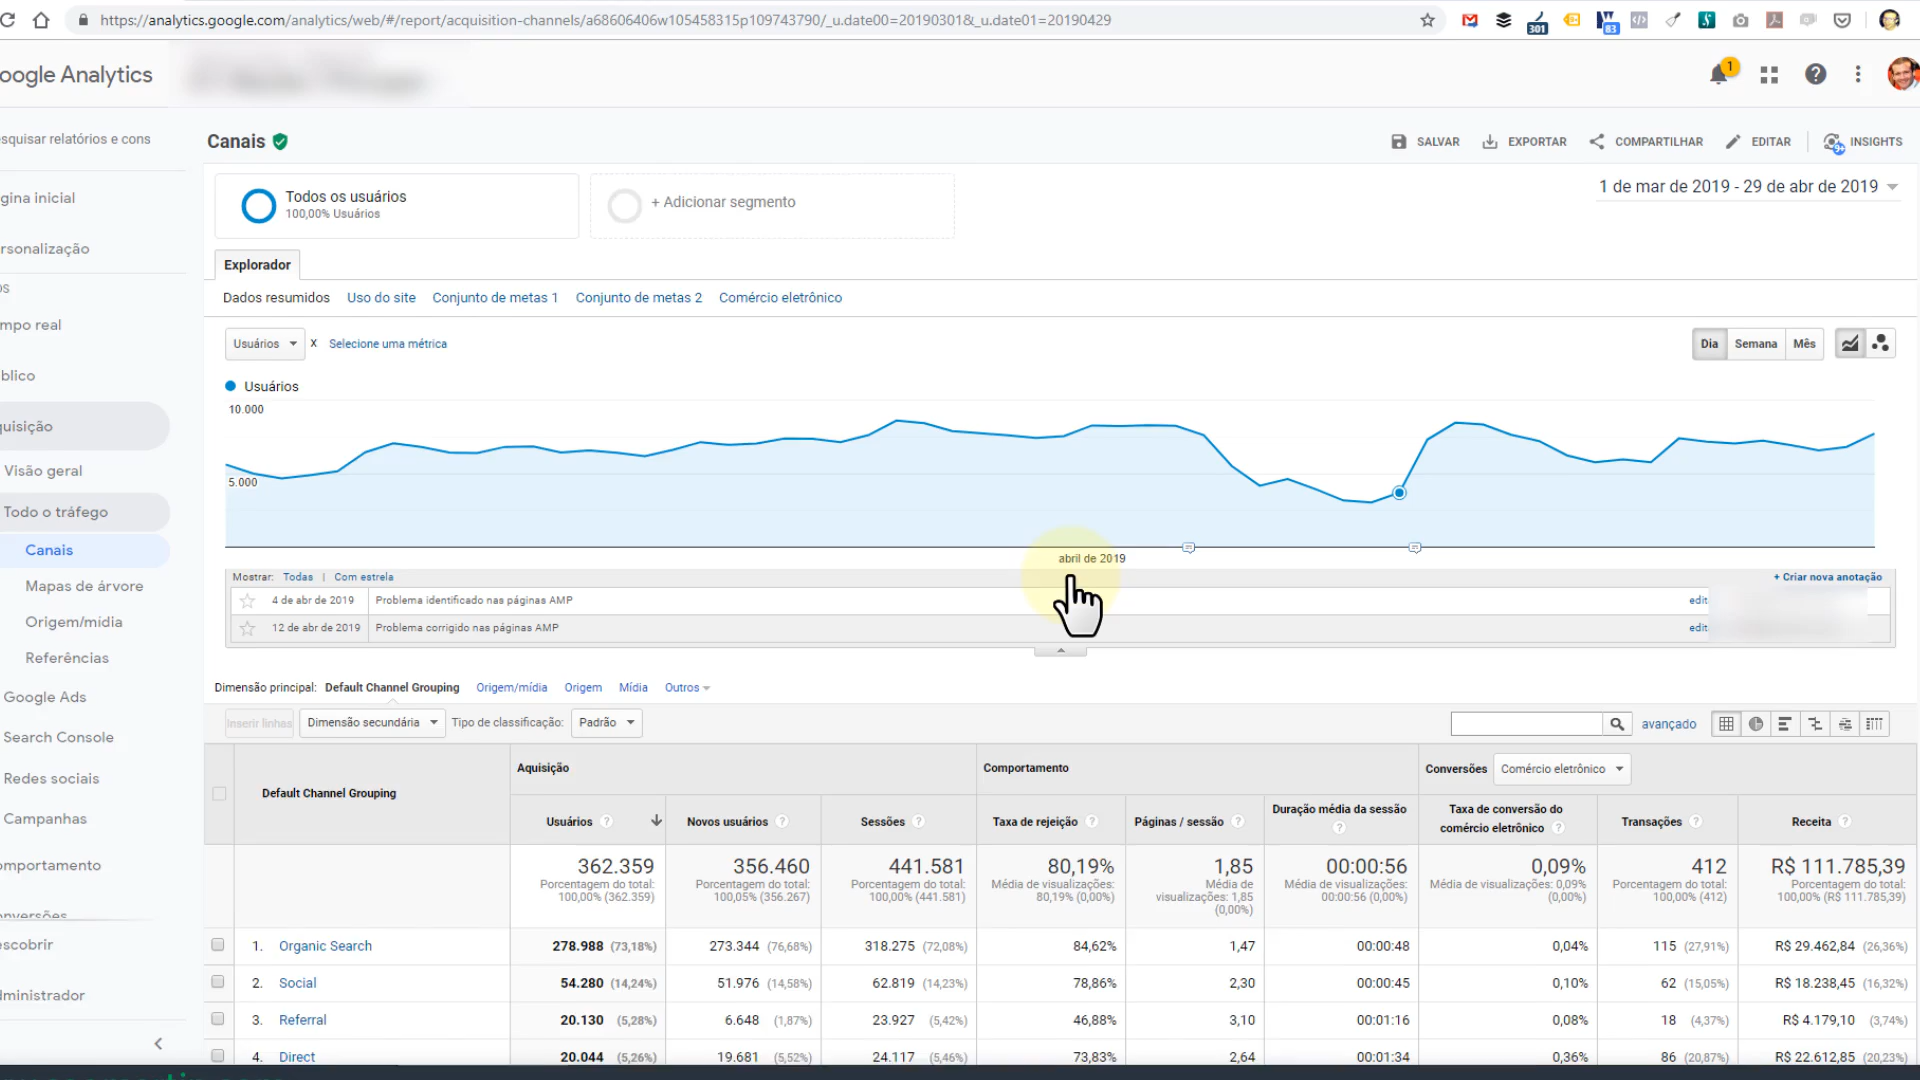 https://analytics.google.com/analytics/web/#/report/acquisition-channels/a68606406w105458315p109743790/_u.date00=20190301&_u.date01=20190429
301
83
oogle Analytics
1
esquisar relatórios e cons
Canais
SALVAR
EXPORTAR
COMPARTILHAR
EDITAR
9+
INSIGHTS
gina inicial
Todos os usuários
100,00% Usuários
+ Adicionar segmento
1 de mar de 2019 - 29 de abr de 2019
rsonalização
Explorador
os
Dados resumidos
Uso do site
Conjunto de metas 1
Conjunto de metas 2
Comércio eletrônico
mpo real
Usuários
x
Selecione uma métrica
Dia
Semana
Mês
blico
Usuários
10.000
quisição
Visão geral
5.000
Todo o tráfego
Canais
abril de 2019
Mostrar:
Todas
|
Com estrela
+ Criar nova anotação
Mapas de árvore
4 de abr de 2019
Problema identificado nas páginas AMP
edit
Origem/mídia
12 de abr de 2019
Problema corrigido nas páginas AMP
edit
Referências
Dimensão principal:
Default Channel Grouping
Origem/mídia
Origem
Mídia
Outros
Google Ads
Inserir linhas
Dimensão secundária
Tipo de classificação:
Padrão
avançado
Search Console
Redes sociais
Default Channel Grouping
Aquisição
Comportamento
Conversões
Comércio eletrônico
Campanhas
Usuários
Novos usuários
Sessões
Taxa de rejeição
Páginas / sessão
Duração média da sessão
Taxa de conversão do
comércio eletrônico
Transações
Receita
omportamento
362.359
Porcentagem do total:
100,00% (362.359)
356.460
Porcentagem do total:
100,05% (356.267)
441.581
Porcentagem do total:
100,00% (441.581)
80,19%
Média de visualizações:
80,19% (0,00%)
1,85
Média de
visualizações: 1,85
(0,00%)
00:00:56
Média de visualizações:
00:00:56 (0,00%)
0,09%
Média de visualizações: 0,09%
(0,00%)
412
Porcentagem do total:
100,00% (412)
R$ 111.785,39
Porcentagem do total:
100,00% (R$ 111.785,39)
onversões
escobrir
1. Organic Search 278.988 (73,18%) 273.344 (76,68%) 318.275 (72,08%) 84,62% 1,47 00:00:48 0,04% 115 (27,91%) R$ 29.462,84 (26,36%)
2. Social 54.280 (14,24%) 51.976 (14,58%) 62.819 (14,23%) 78,86% 2,30 00:00:45 0,10% 62 (15,05%) R$ 18.238,45 (16,32%)
dministrador
3. Referral 20.130 (5,28%) 6.648 (1,87%) 23.927 (5,42%) 46,88% 3,10 00:01:16 0,08% 18 (4,37%) R$ 4.179,10 (3,74%)
4. Direct 20.044 (5,26%) 19.681 (5,52%) 24.117 (5,46%) 73,83% 2,64 00:01:34 0,36% 86 (20,87%) R$ 22.612,85 (20,23%)